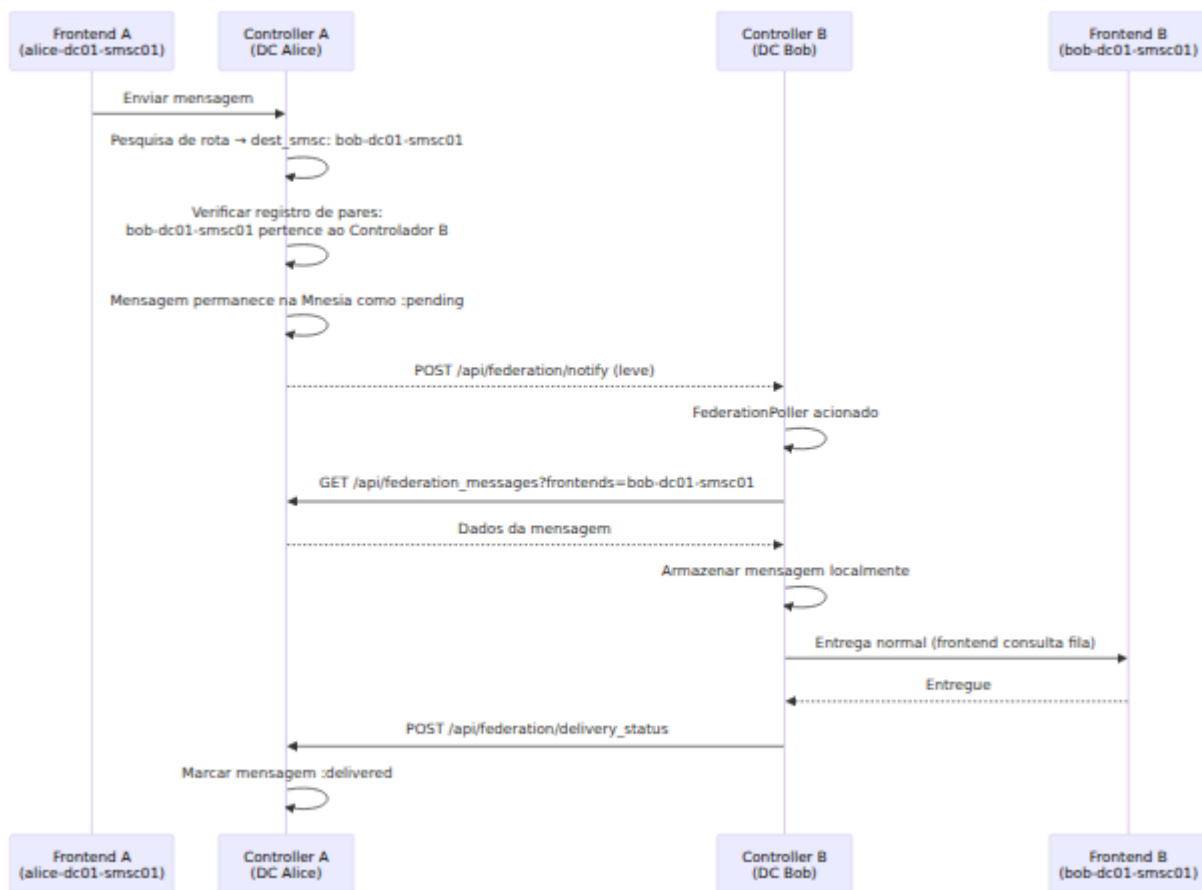 Frontend A
(alice-dc01-smsc01)
Controller A
(DC Alice)
Controller B
(DC Bob)
Frontend B
(bob-dc01-smsc01)
Enviar mensagem
Pesquisa de rota → dest_smsc: bob-dc01-smsc01
Verificar registro de pares:
bob-dc01-smsc01 pertence ao Controlador B
Mensagem permanece na Mnesia como :pending
POST /api/federation/notify (leve)
FederationPoller acionado
GET /api/federation_messages?frontends=bob-dc01-smsc01
Dados da mensagem
Armazenar mensagem localmente
Entrega normal (frontend consulta fila)
Entregue
POST /api/federation/delivery_status
Marcar mensagem :delivered
Frontend A
(alice-dc01-smsc01)
Controller A
(DC Alice)
Controller B
(DC Bob)
Frontend B
(bob-dc01-smsc01)